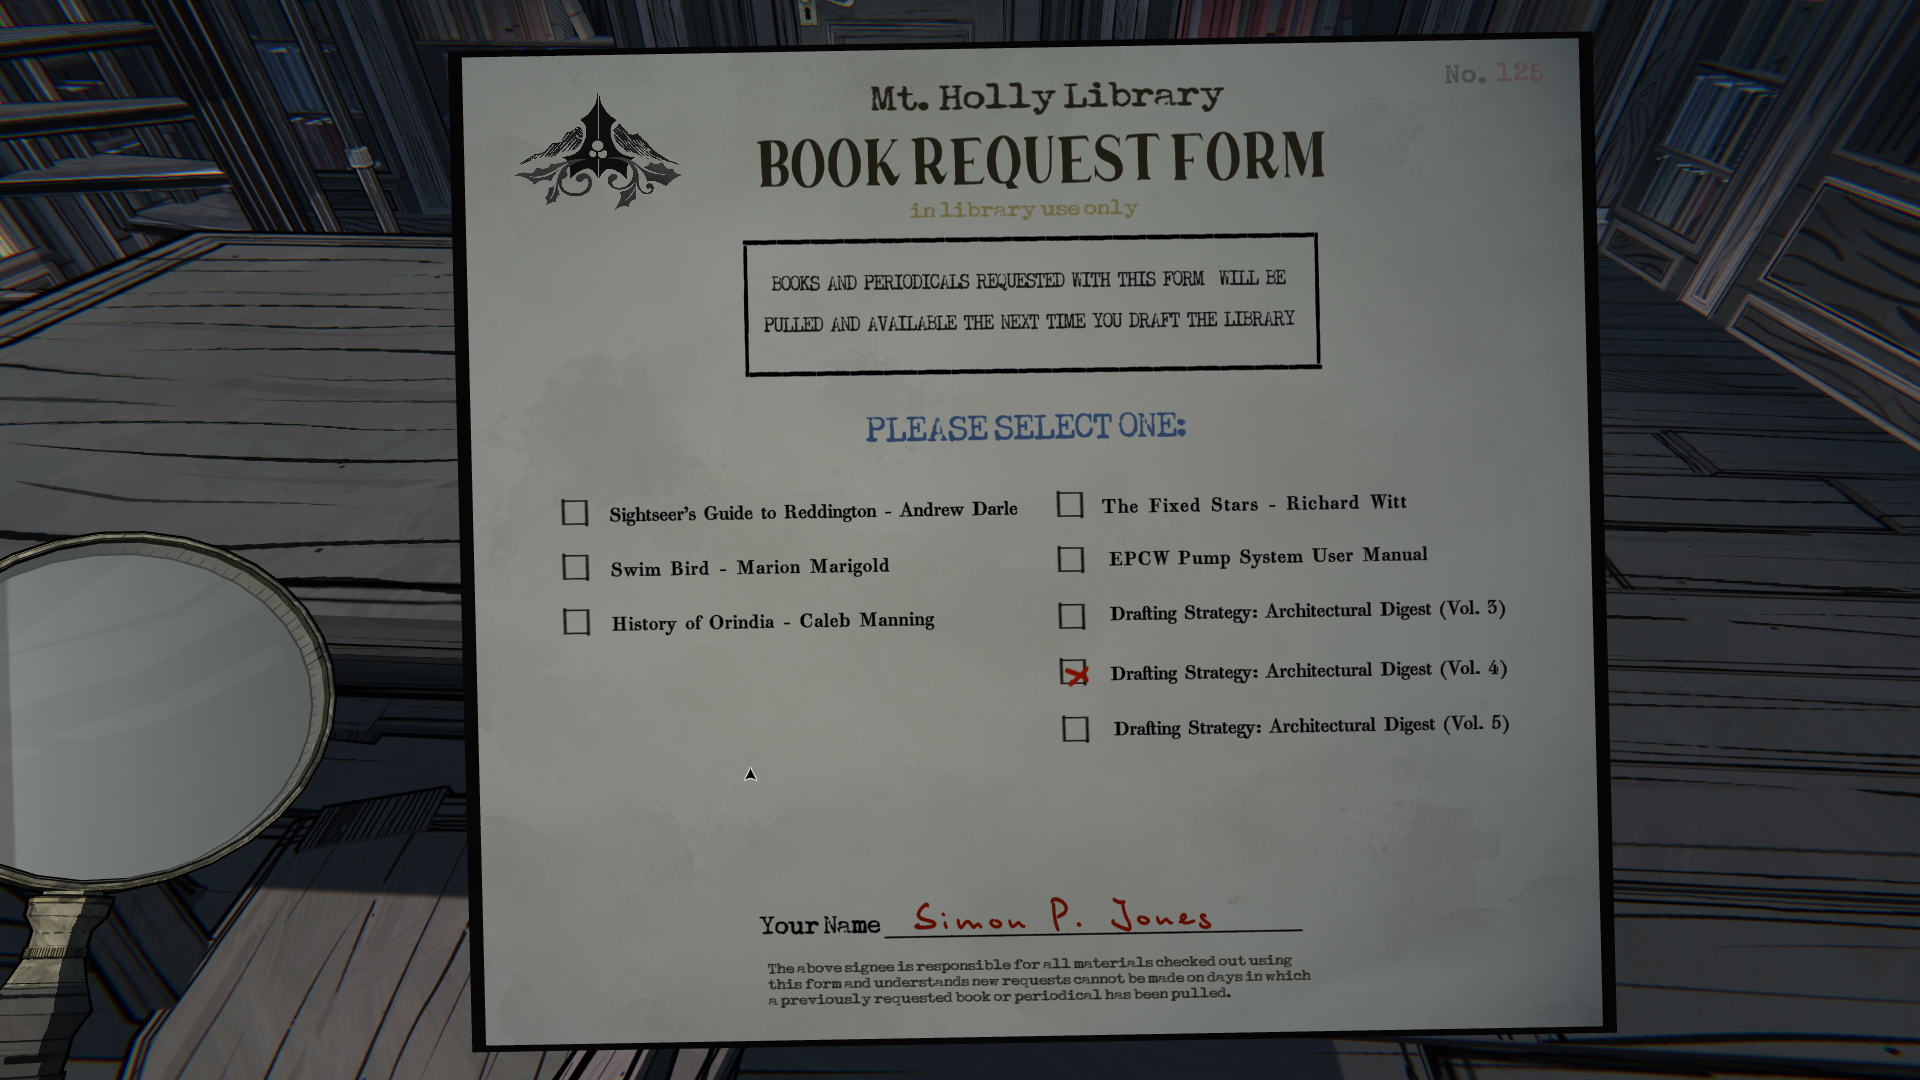 No. 125
Mt. Holly Library
BOOK REQUEST FORM
in library use only
BOOKS AND PERIODICALS REQUESTED WITH THIS FORM WILL BE
PULLED AND AVAILABLE THE NEXT TIME YOU DRAFT THE LIBRARY
PLEASE SELECT ONE:
Sightseer's Guide to Reddington - Andrew Darle
Swim Bird - Marion Marigold
History of Orindia - Caleb Manning
The Fixed Stars - Richard Witt
EPCW Pump System User Manual
Drafting Strategy: Architectural Digest (Vol. 3)
Drafting Strategy: Architectural Digest (Vol. 4)
Drafting Strategy: Architectural Digest (Vol. 5)
Your Name Simon P. Jones
The above signee is responsible for all materials checked out using
this form and understands new requests cannot be made on days in which
a previously requested book or periodical has been pulled.